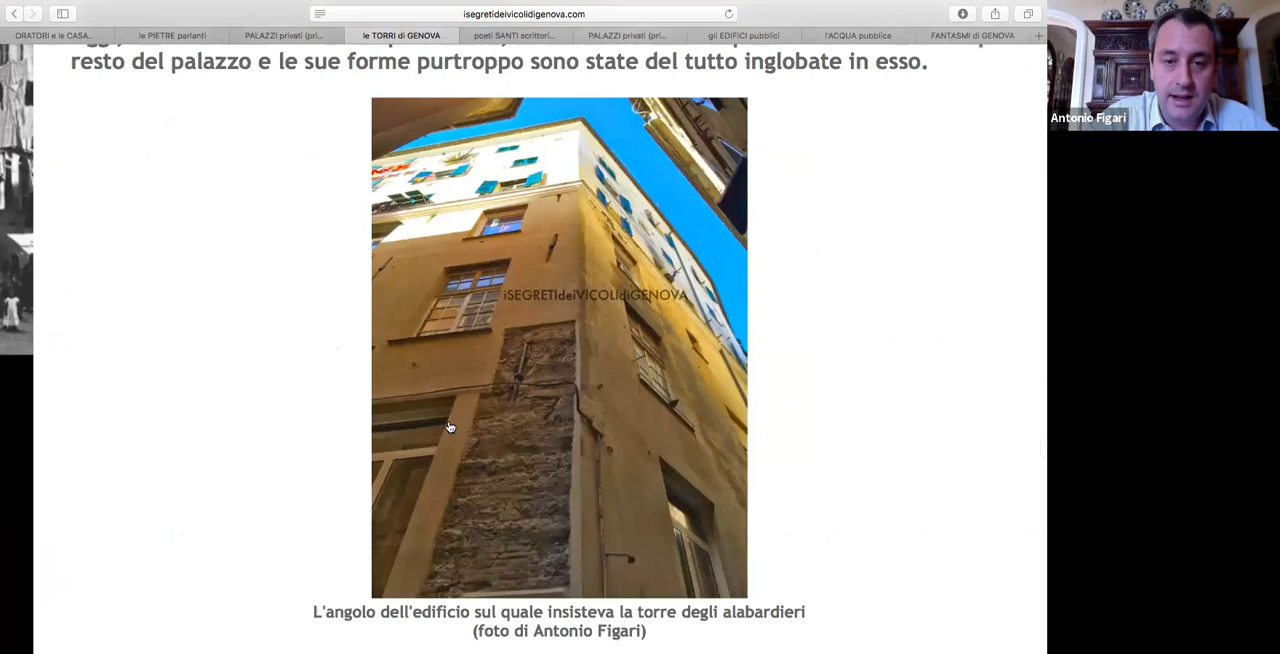 isegretideivicolidigenova.com
ORATORI e le CASA...
le PIETRE parlanti
PALAZZI privati (pri...
le TORRI di GENOVA
poeti SANTI scrittori...
PALAZZI privati (pri...
gli EDIFICI pubblici
l'ACQUA pubblica
FANTASMI di GENOVA
resto del palazzo e le sue forme purtroppo sono state del tutto inglobate in esso.
Antonio Figari
iSEGRETIdeiVICOLIdiGENOVA
L'angolo dell'edificio sul quale insisteva la torre degli alabardieri
(foto di Antonio Figari)